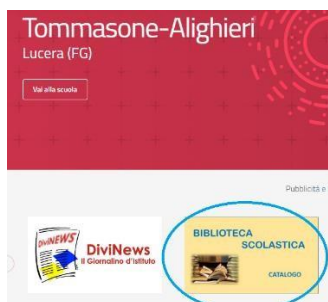 Tommasone-Alighieri
Lucera (FG)
Vai alla scuola
Pubblicità e
DIVINEWS
DiviNews
Il Giornalino d'Istituto
BIBLIOTECA
SCOLASTICA
CATALOGO